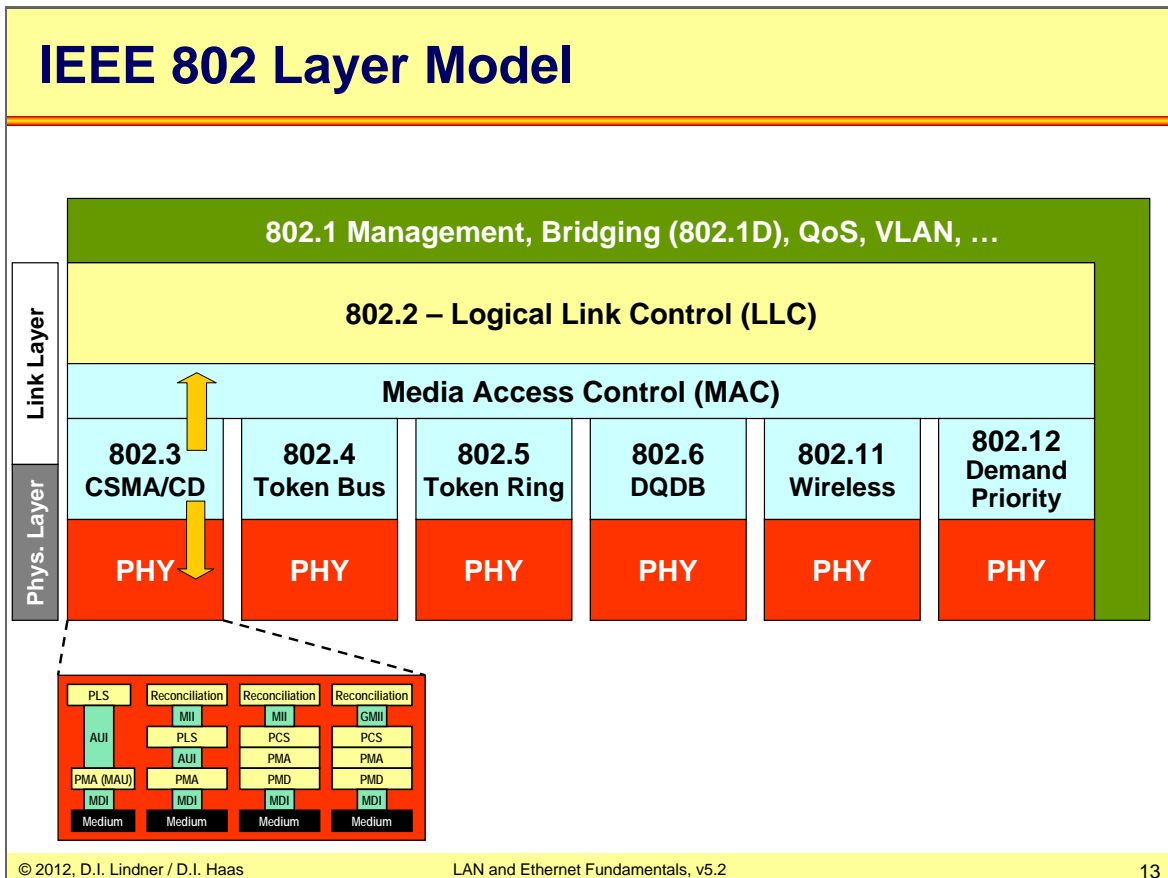 IEEE 802 Layer Model
802.1 Management, Bridging (802.1D), QoS, VLAN, …
Link Layer
802.2 – Logical Link Control (LLC)
Media Access Control (MAC)
802.3
CSMA/CD
802.4
Token Bus
802.5
Token Ring
802.6
DQDB
802.11
Wireless
802.12
Demand
Priority
Phys. Layer
PHY
PHY
PHY
PHY
PHY
PHY
PLS
AUI
PMA (MAU)
MDI
Medium
Reconciliation
MII
PLS
AUI
PMA
MDI
Medium
Reconciliation
MII
PCS
PMA
PMD
MDI
Medium
Reconciliation
GMII
PCS
PMA
PMD
MDI
Medium
© 2012, D.I. Lindner / D.I. Haas
LAN and Ethernet Fundamentals, v5.2
13